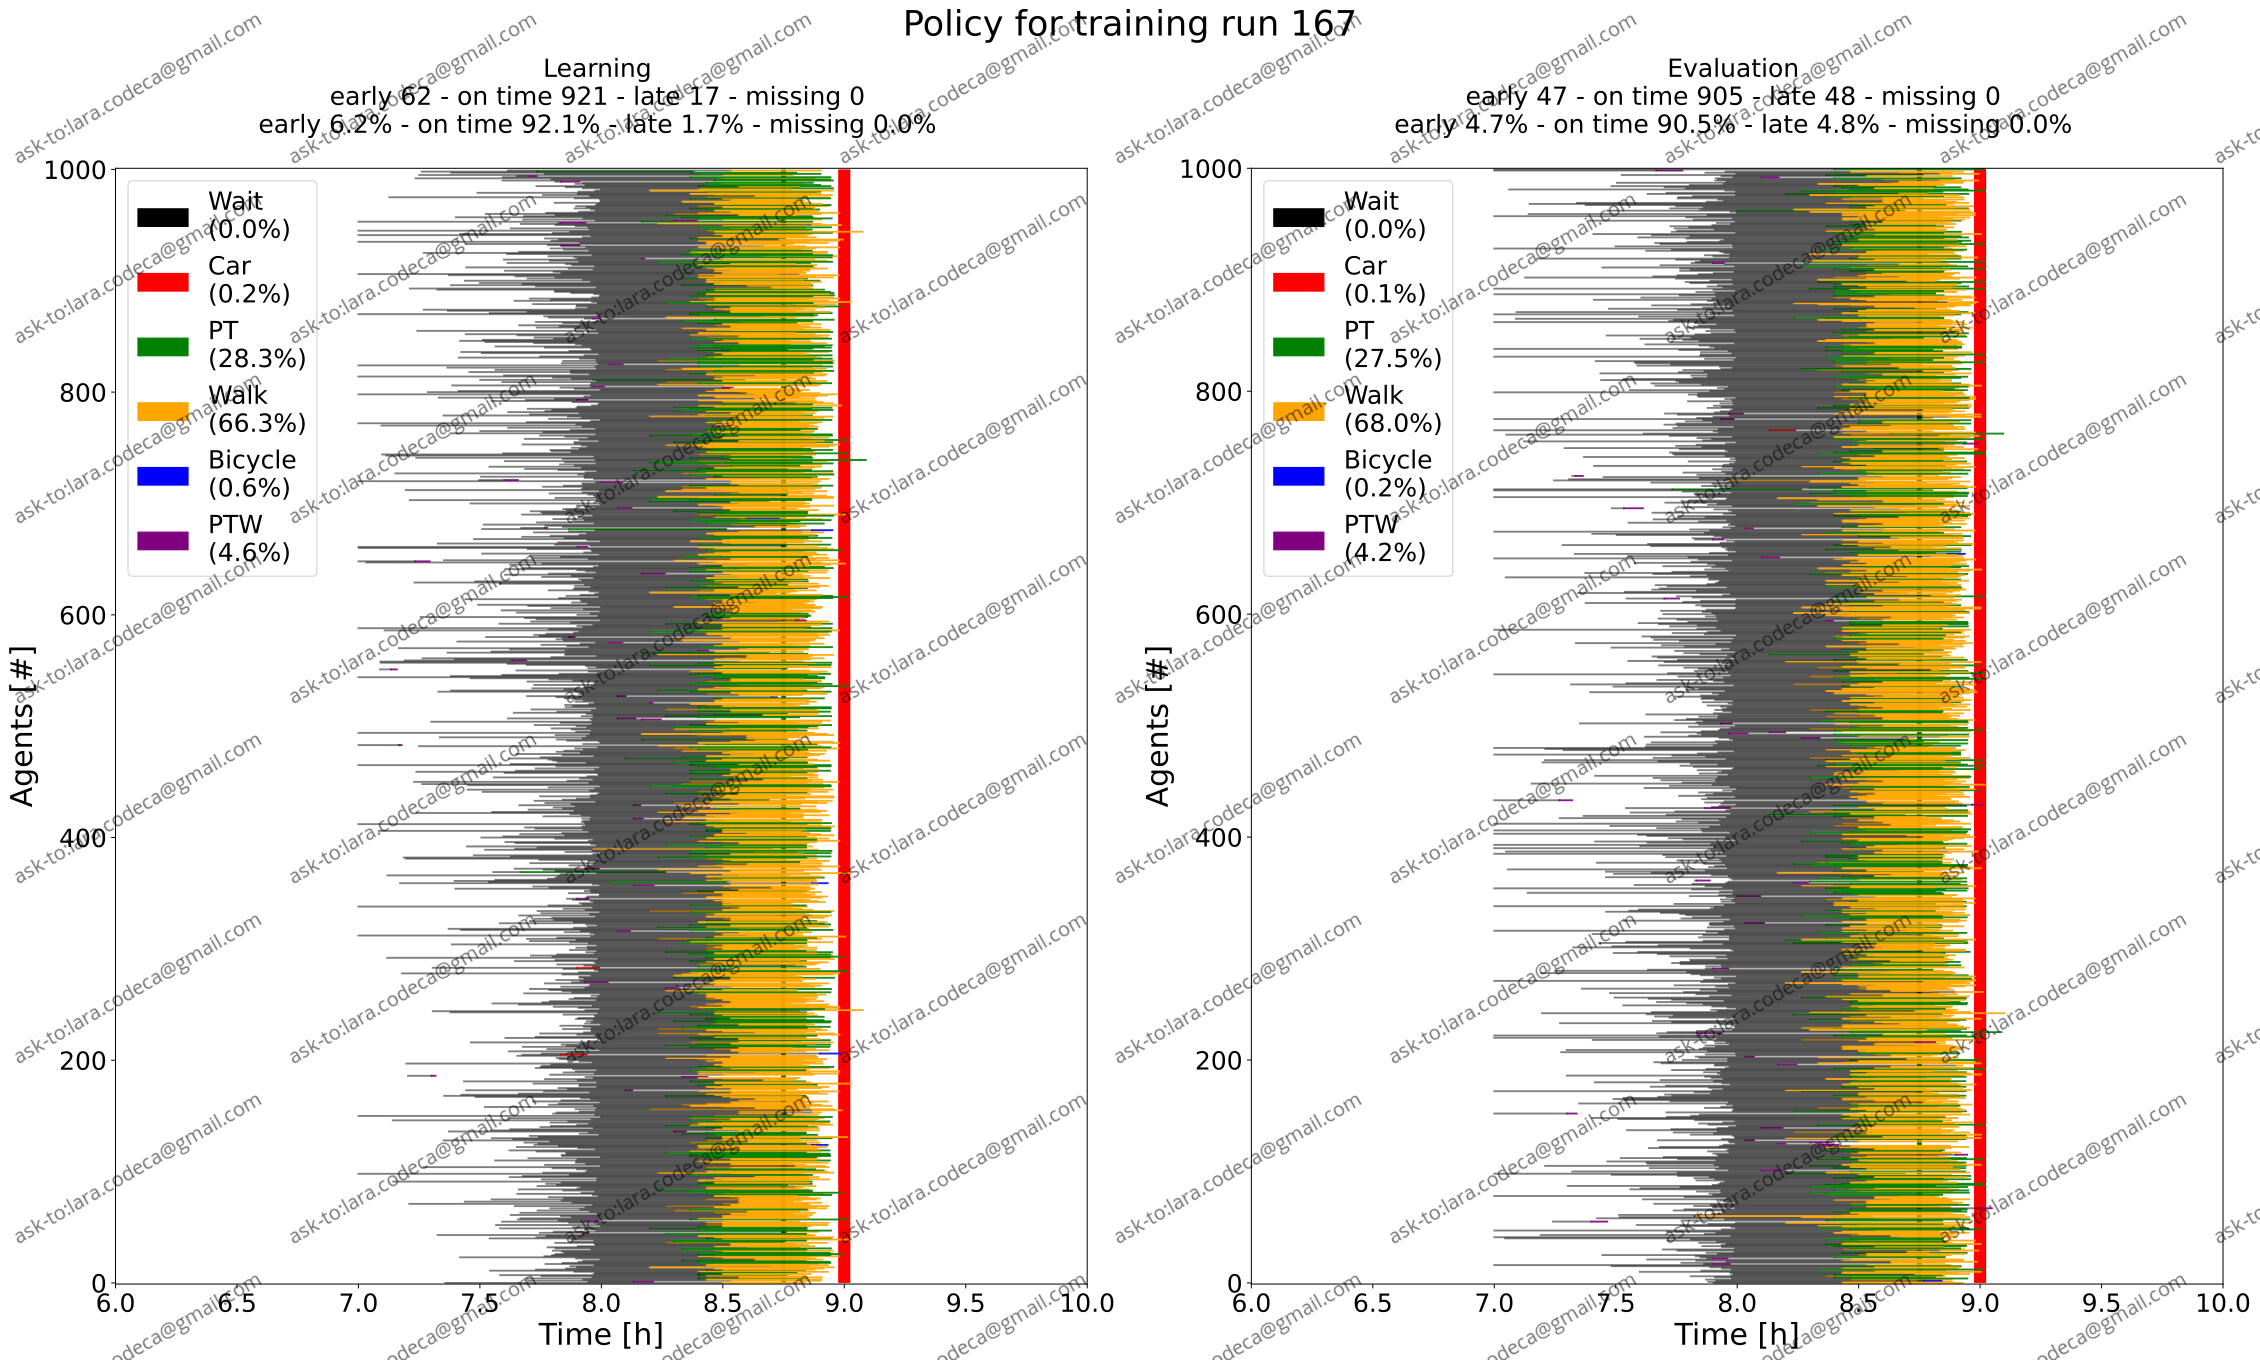 Policy for training run 167
Learning
early 62 - on time 921 - late 17 - missing 0
early 6.2% - on time 92.1% - late 1.7% - missing 0.0%
1000
800
600
400
200
0
Agents [#]
Wait
(0.0%)
Car
(0.2%)
PT
(28.3%)
Walk
(66.3%)
Bicycle
(0.6%)
PTW
(4.6%)
6.0 6.5 7.0 7.5 8.0 8.5 9.0 9.5 10.0
Time [h]
Evaluation
early 47 - on time 905 - late 48 - missing 0
early 4.7% - on time 90.5% - late 4.8% - missing 0.0%
1000
800
600
400
200
0
Agents [#]
Wait
(0.0%)
Car
(0.1%)
PT
(27.5%)
Walk
(68.0%)
Bicycle
(0.2%)
PTW
(4.2%)
6.0 6.5 7.0 7.5 8.0 8.5 9.0 9.5 10.0
Time [h]
ask-to:lara.codeca@gmail.com